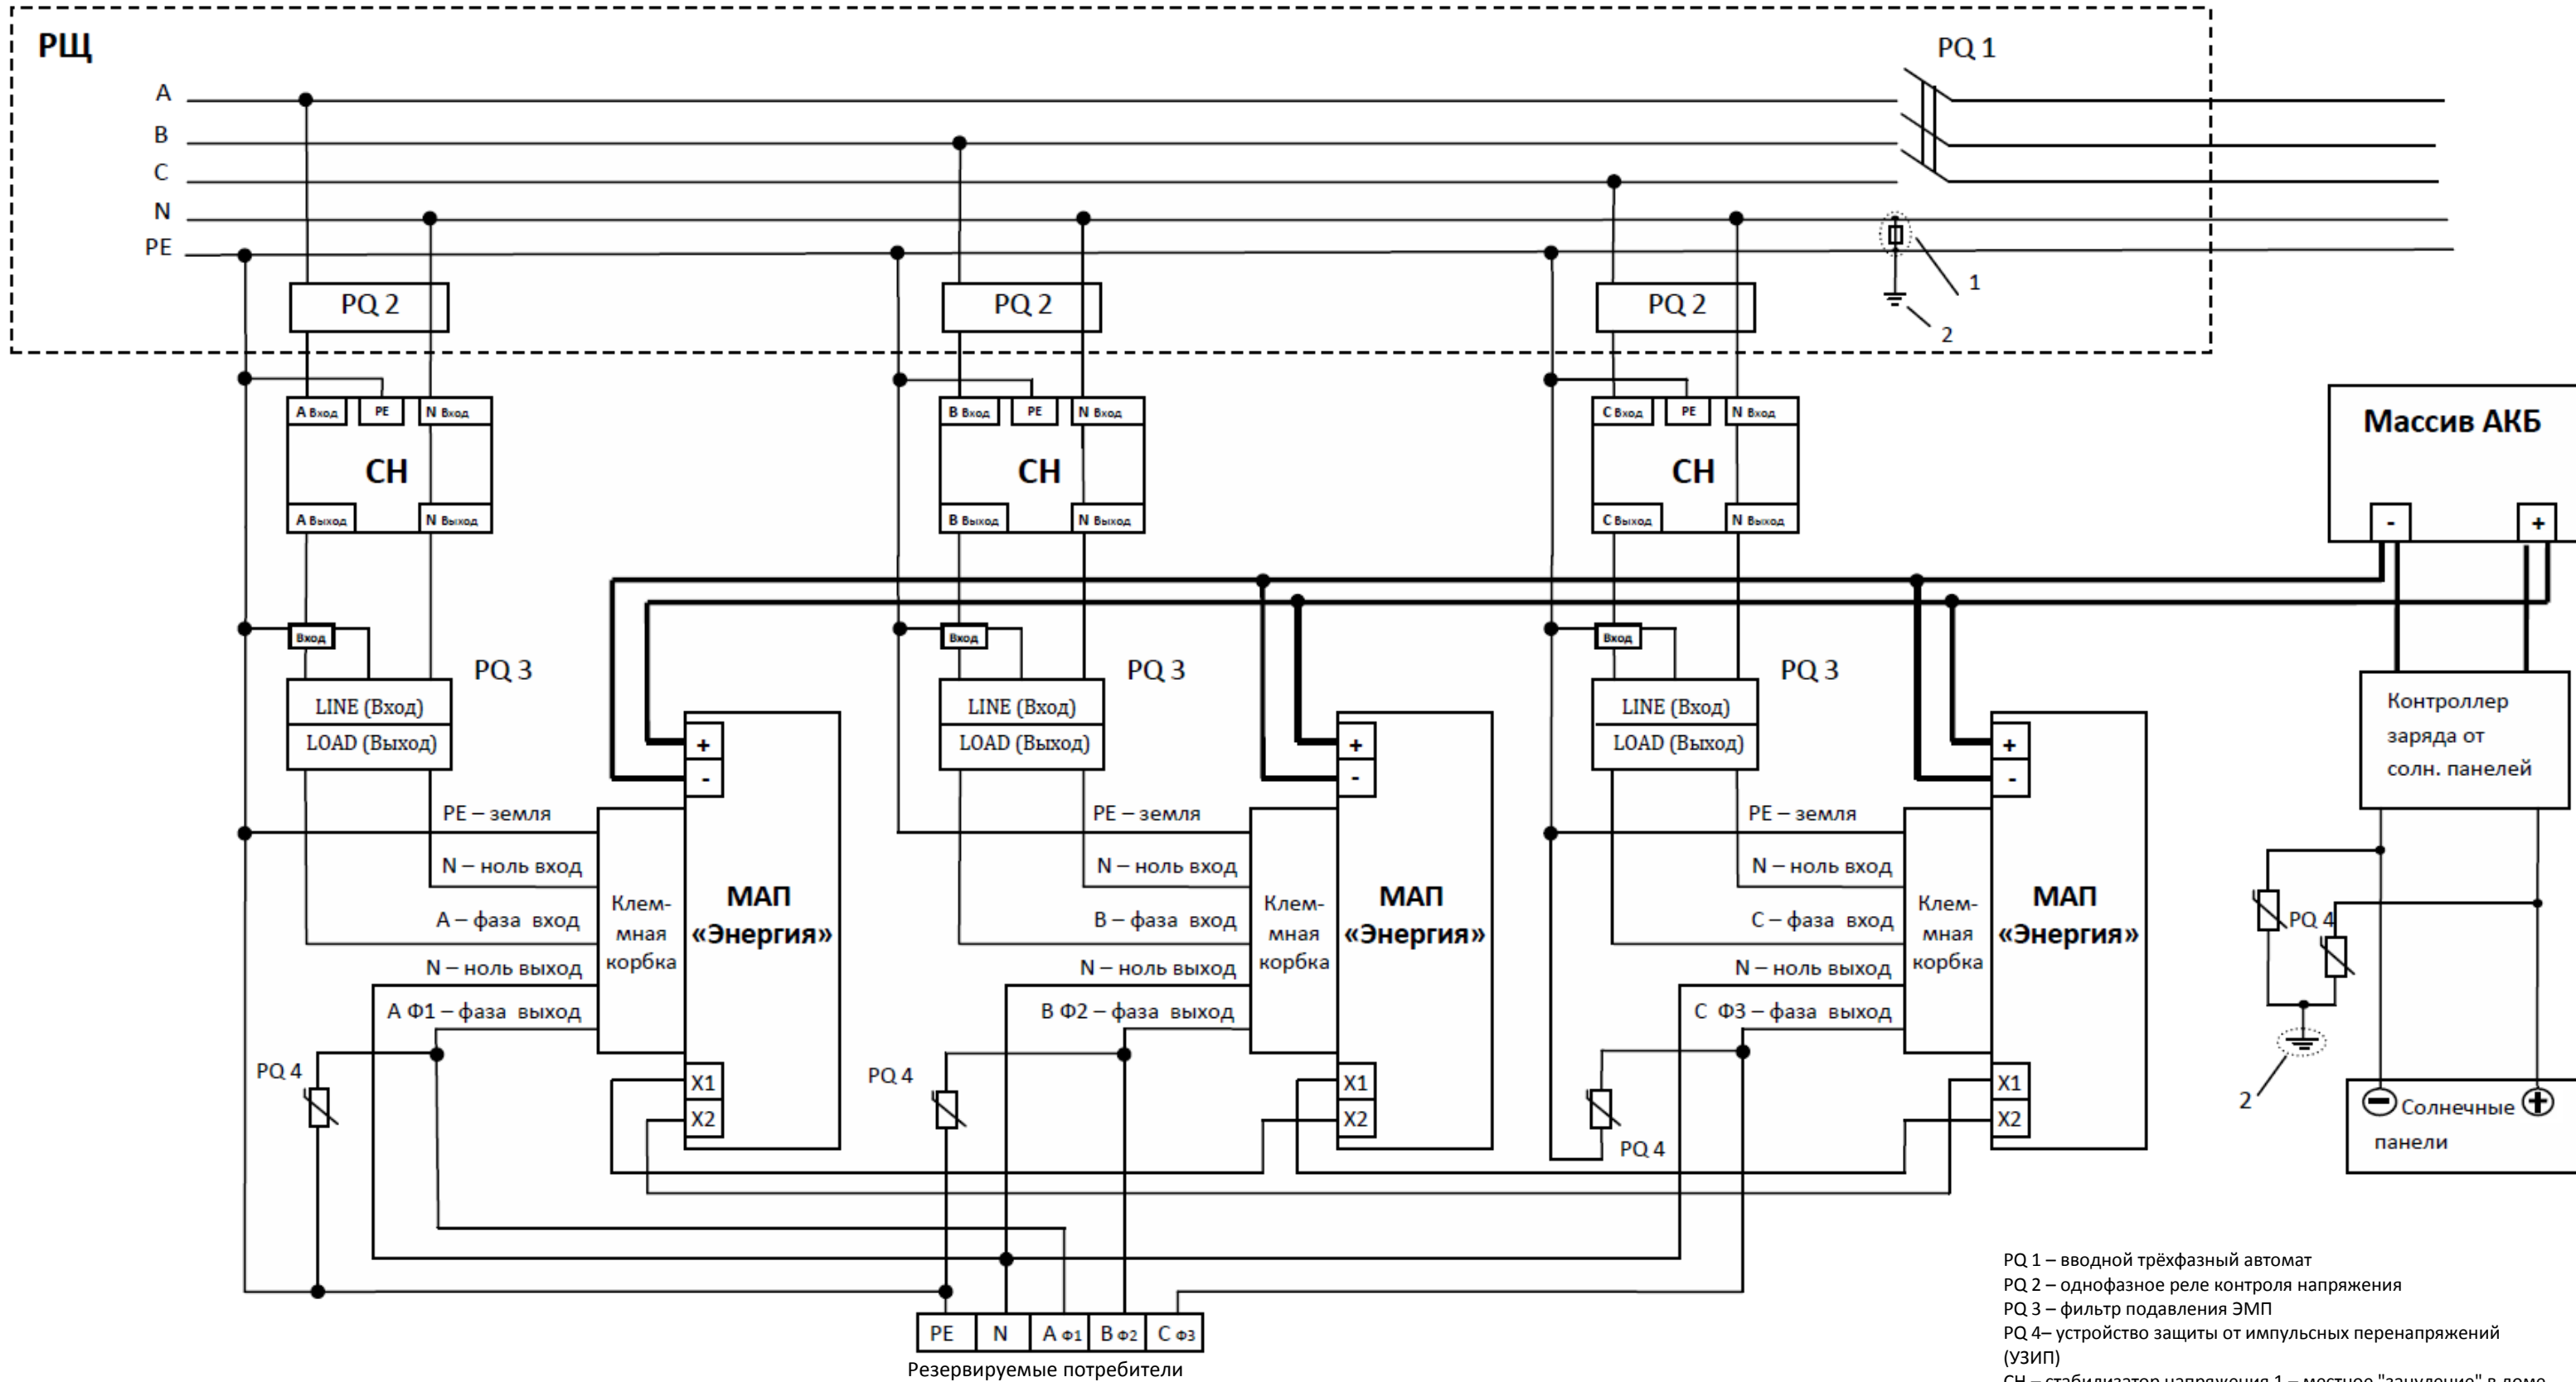 РЩ
PQ 1
A
B
C
N
PE
1
2
PQ 2
PQ 2
PQ 2
A Вход
PE
N Вход
B Вход
PE
N Вход
C Вход
PE
N Вход
СН
СН
СН
A Выход
N Выход
B Выход
N Выход
C Выход
N Выход
Массив АКБ
-
+
Вход
Вход
Вход
PQ 3
PQ 3
PQ 3
LINE (Вход)
LOAD (Выход)
LINE (Вход)
LOAD (Выход)
LINE (Вход)
LOAD (Выход)
+
-
+
-
+
-
Контроллер
заряда от
солн. панелей
PE – земля
N – ноль вход
A – фаза вход
N – ноль выход
A Ф1 – фаза выход
Клем-
мная
корбка
МАП
«Энергия»
PE – земля
N – ноль вход
B – фаза вход
N – ноль выход
B Ф2 – фаза выход
Клем-
мная
корбка
МАП
«Энергия»
PE – земля
N – ноль вход
C – фаза вход
N – ноль выход
C Ф3 – фаза выход
Клем-
мная
корбка
МАП
«Энергия»
PQ 4
2
PQ 4
PQ 4
PQ 4
X1
X2
X1
X2
X1
X2
Солнечные
панели
PE
N
A Ф1
B Ф2
C Ф3
Резервируемые потребители
PQ 1 – вводной трёхфазный автомат
PQ 2 – однофазное реле контроля напряжения
PQ 3 – фильтр подавления ЭМП
PQ 4– устройство защиты от импульсных перенапряжений
(УЗИП)
СН – стабилизатор напряжения 1 – местное "зануление" в доме